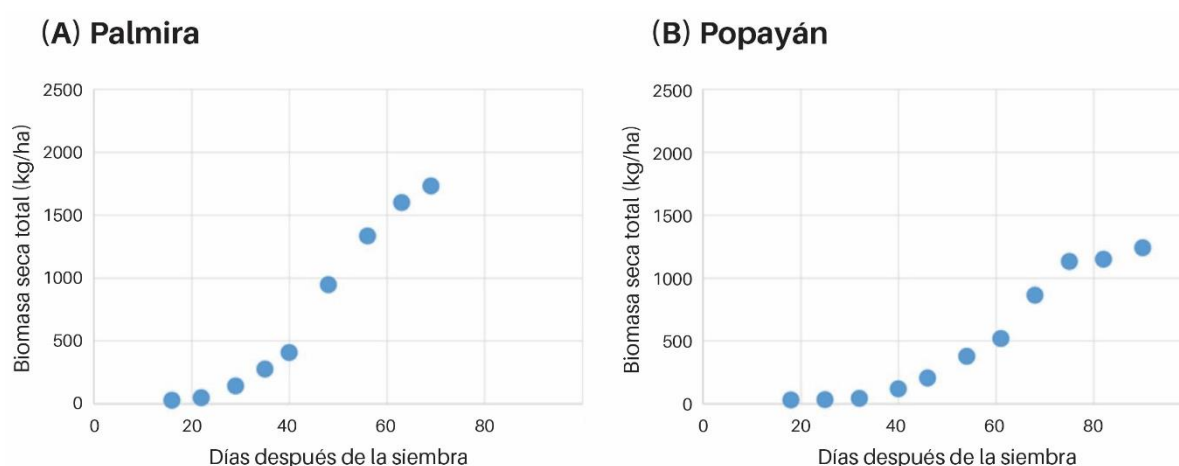 (A) Palmira
2500
2000
1500
1000
500
0
0 20 40 60 80
Biomasa seca total (kg/ha)
Días después de la siembra
(B) Popayán
2500
2000
1500
1000
500
0
0 20 40 60 80
Biomasa seca total (kg/ha)
Días después de la siembra